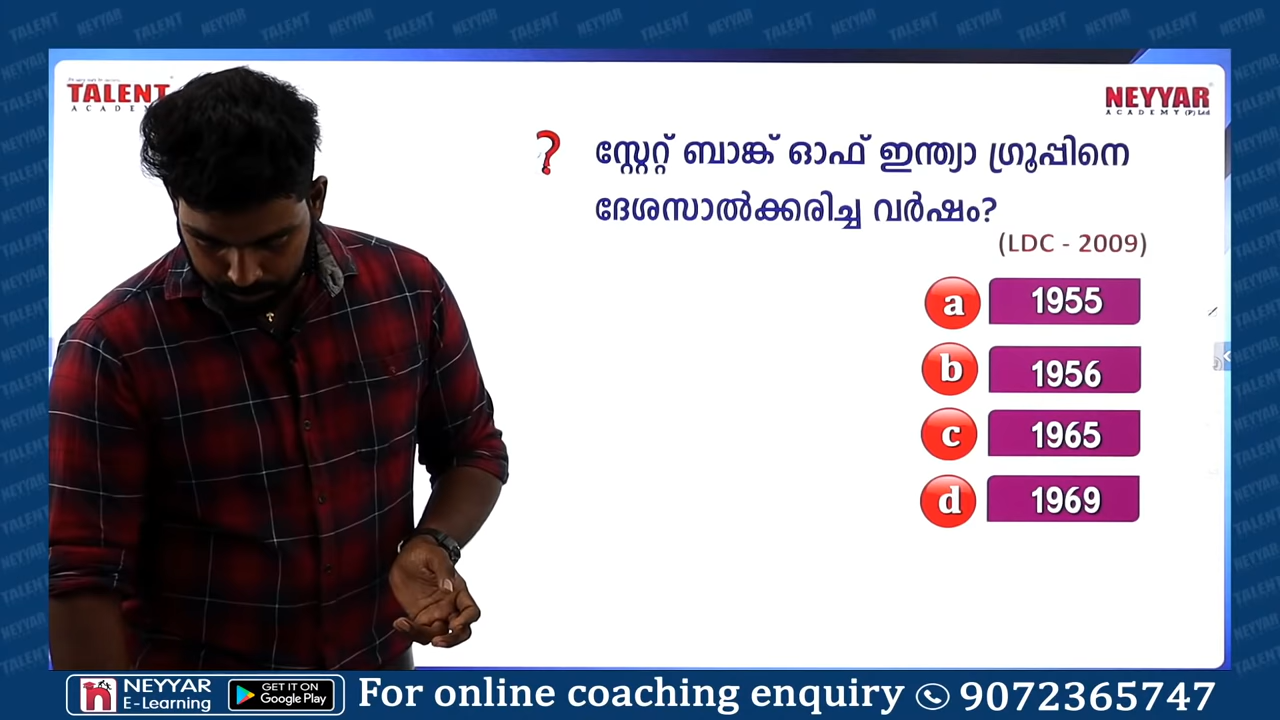 TALENT
ACADEM
NEYYAR
ACADEMY (P) Ltd
?
സ്റ്റേറ്റ് ബാങ്ക് ഓഫ് ഇന്ത്യാ ഗ്രൂപ്പിനെ
ദേശസാൽക്കരിച്ച വർഷം?
(LDC - 2009)
a 1955
b 1956
c 1965
d 1969
NEYYAR
E-Learning
GET IT ON
Google Play
For online coaching enquiry 9072365747